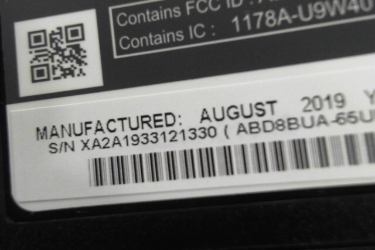 Contains FCC ID :
Contains IC : 1178A-U9W40
MANUFACTURED: AUGUST 2019 Y
S/N XA2A1933121330 ( ABD8BUA-65U